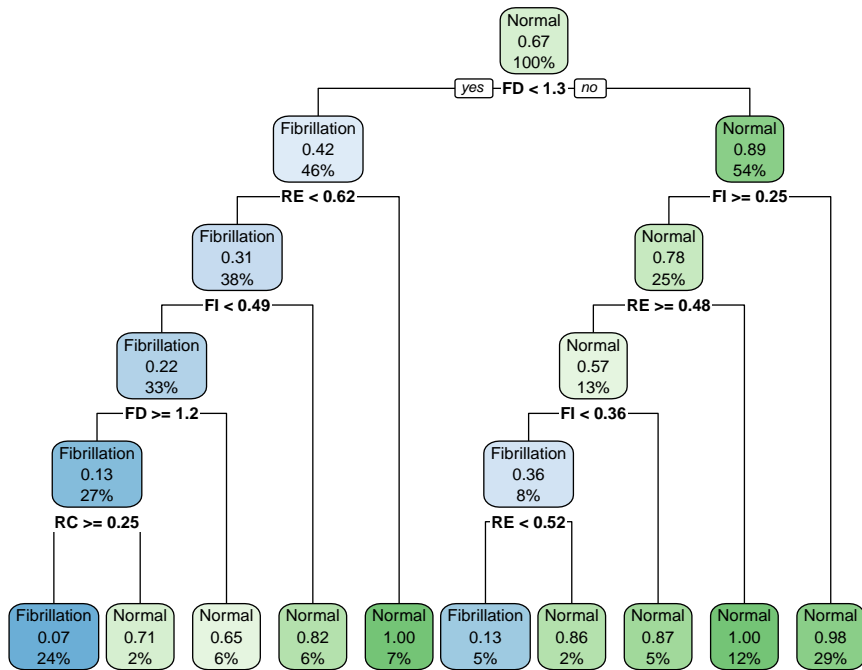 Normal
0.67
100%
yes FD < 1.3 no
Fibrillation
0.42
46%
Normal
0.89
54%
RE < 0.62
FI >= 0.25
Fibrillation
0.31
38%
Normal
0.78
25%
FI < 0.49
RE >= 0.48
Fibrillation
0.22
33%
Normal
0.57
13%
FD >= 1.2
FI < 0.36
Fibrillation
0.13
27%
Fibrillation
0.36
8%
RC >= 0.25
RE < 0.52
Fibrillation
0.07
24%
Normal
0.71
2%
Normal
0.65
6%
Normal
0.82
6%
Normal
1.00
7%
Fibrillation
0.13
5%
Normal
0.86
2%
Normal
0.87
5%
Normal
1.00
12%
Normal
0.98
29%